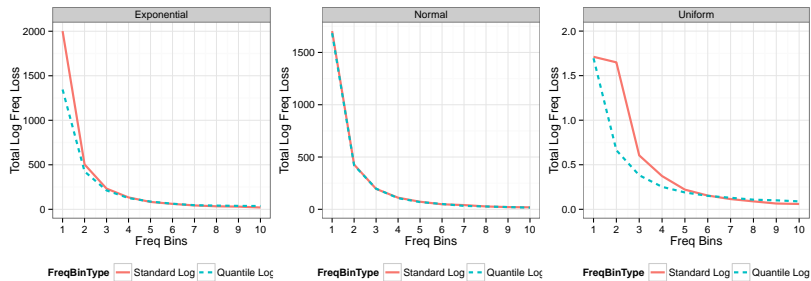 Exponential
Total Log Freq Loss
2000
1500
1000
500
0
1 2 3 4 5 6 7 8 9 10
Freq Bins
FreqBinType Standard Log Quantile Log
Normal
Total Log Freq Loss
1500
1000
500
0
1 2 3 4 5 6 7 8 9 10
Freq Bins
FreqBinType Standard Log Quantile Log
Uniform
Total Log Freq Loss
2.0
1.5
1.0
0.5
0.0
1 2 3 4 5 6 7 8 9 10
Freq Bins
FreqBinType Standard Log Quantile Log